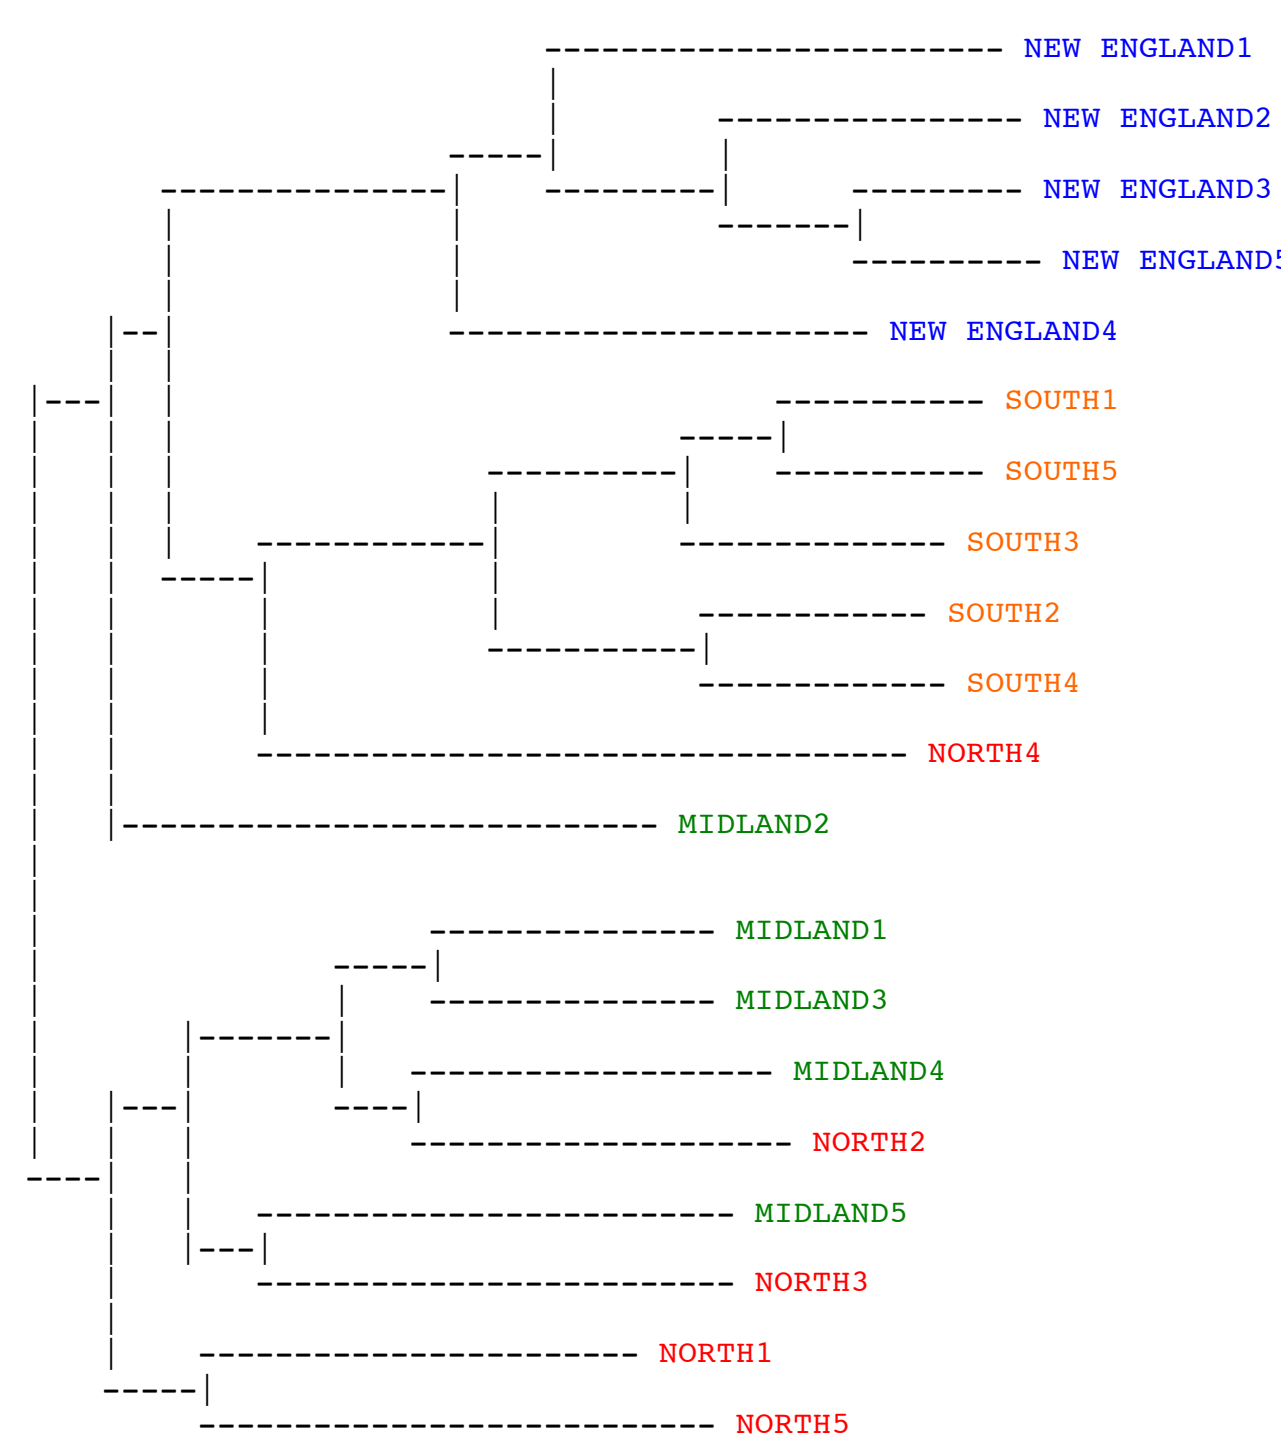 NEW ENGLAND1
NEW ENGLAND2
NEW ENGLAND3
NEW ENGLAND5
NEW ENGLAND4
SOUTH1
SOUTH5
SOUTH3
SOUTH2
SOUTH4
NORTH4
MIDLAND2
MIDLAND1
MIDLAND3
MIDLAND4
NORTH2
MIDLAND5
NORTH3
NORTH1
NORTH5